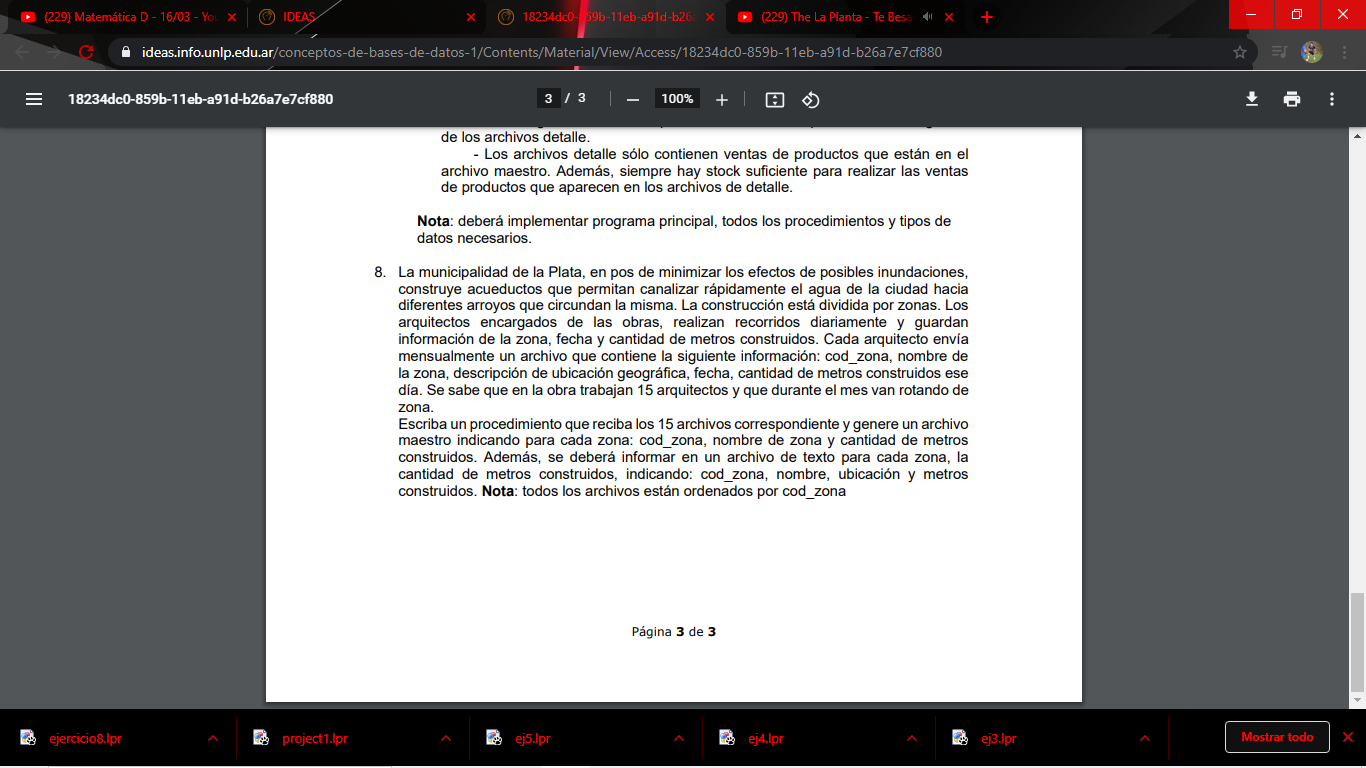 (229) Matemática D - 16/03 - You
IDEAS
18234dc0-859b-11eb-a91d-b26a
(229) The La Planta - Te Besa
ideas.info.unlp.edu.ar/conceptos-de-bases-de-datos-1/Contents/Material/View/Access/18234dc0-859b-11eb-a91d-b26a7e7cf880
18234dc0-859b-11eb-a91d-b26a7e7cf880
3 / 3
100%
de los archivos detalle.
- Los archivos detalle sólo contienen ventas de productos que están en el
archivo maestro. Además, siempre hay stock suficiente para realizar las ventas
de productos que aparecen en los archivos de detalle.
Nota: deberá implementar programa principal, todos los procedimientos y tipos de
datos necesarios.
8. La municipalidad de la Plata, en pos de minimizar los efectos de posibles inundaciones,
construye acueductos que permitan canalizar rápidamente el agua de la ciudad hacia
diferentes arroyos que circundan la misma. La construcción está dividida por zonas. Los
arquitectos encargados de las obras, realizan recorridos diariamente y guardan
información de la zona, fecha y cantidad de metros construidos. Cada arquitecto envía
mensualmente un archivo que contiene la siguiente información: cod_zona, nombre de
la zona, descripción de ubicación geográfica, fecha, cantidad de metros construidos ese
día. Se sabe que en la obra trabajan 15 arquitectos y que durante el mes van rotando de
zona.
Escriba un procedimiento que reciba los 15 archivos correspondiente y genere un archivo
maestro indicando para cada zona: cod_zona, nombre de zona y cantidad de metros
construidos. Además, se deberá informar en un archivo de texto para cada zona, la
cantidad de metros construidos, indicando: cod_zona, nombre, ubicación y metros
construidos. Nota: todos los archivos están ordenados por cod_zona
Página 3 de 3
ejercicio8.lpr
project1.lpr
ej5.lpr
ej4.lpr
ej3.lpr
Mostrar todo